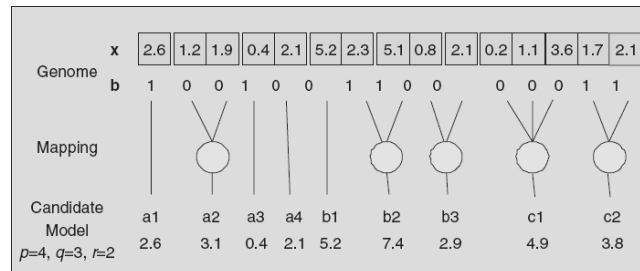 x 2.6 1.2 1.9 0.4 2.1 5.2 2.3 5.1 0.8 2.1 0.2 1.1 3.6 1.7 2.1
Genome
b 1 0 0 1 0 0 1 1 0 0 0 0 0 1 1
Mapping
Candidate
Model
p=4, q=3, r=2
a1 a2 a3 a4 b1 b2 b3 c1 c2
2.6 3.1 0.4 2.1 5.2 7.4 2.9 4.9 3.8